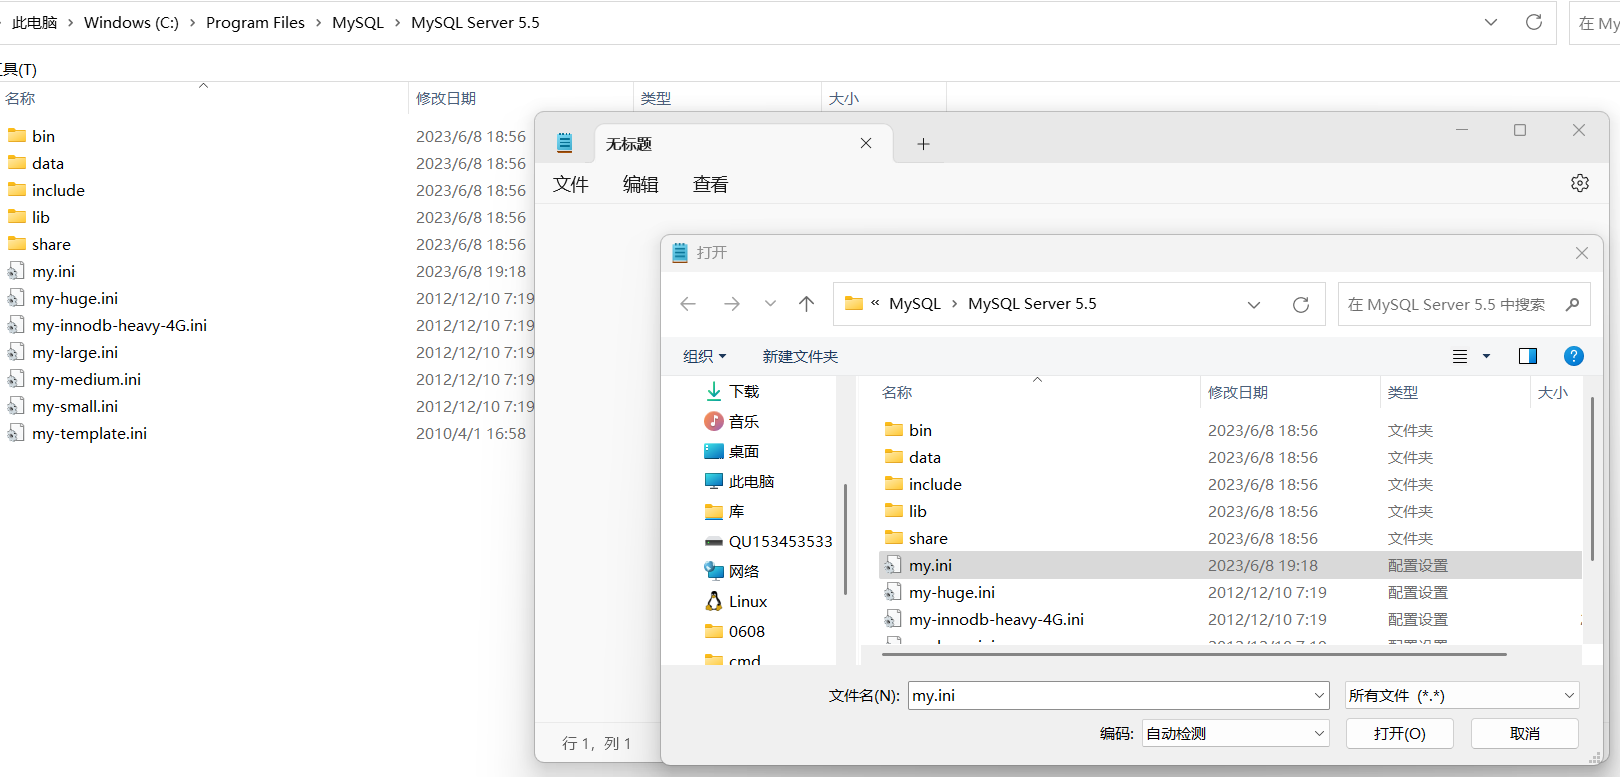 此电脑 > Windows (C:) > Program Files > MySQL > MySQL Server 5.5
在 My
工具(T)
名称 修改日期 类型 大小
bin 2023/6/8 18:56
data 2023/6/8 18:56
include 2023/6/8 18:56
lib 2023/6/8 18:56
share 2023/6/8 18:56
my.ini 2023/6/8 19:18
my-huge.ini 2012/12/10 7:19
my-innodb-heavy-4G.ini 2012/12/10 7:19
my-large.ini 2012/12/10 7:19
my-medium.ini 2012/12/10 7:19
my-small.ini 2012/12/10 7:19
my-template.ini 2010/4/1 16:58
无标题
文件 编辑 查看
打开
« MySQL > MySQL Server 5.5
在 MySQL Server 5.5 中搜索
组织 新建文件夹
下载
音乐
桌面
此电脑
库
QU153453533
网络
Linux
0608
cmd
名称 修改日期 类型 大小
bin 2023/6/8 18:56 文件夹
data 2023/6/8 18:56 文件夹
include 2023/6/8 18:56 文件夹
lib 2023/6/8 18:56 文件夹
share 2023/6/8 18:56 文件夹
my.ini 2023/6/8 19:18 配置设置
my-huge.ini 2012/12/10 7:19 配置设置
my-innodb-heavy-4G.ini 2012/12/10 7:19 配置设置
文件名(N): my.ini 所有文件 (*.*)
编码: 自动检测 打开(O) 取消
行 1, 列 1